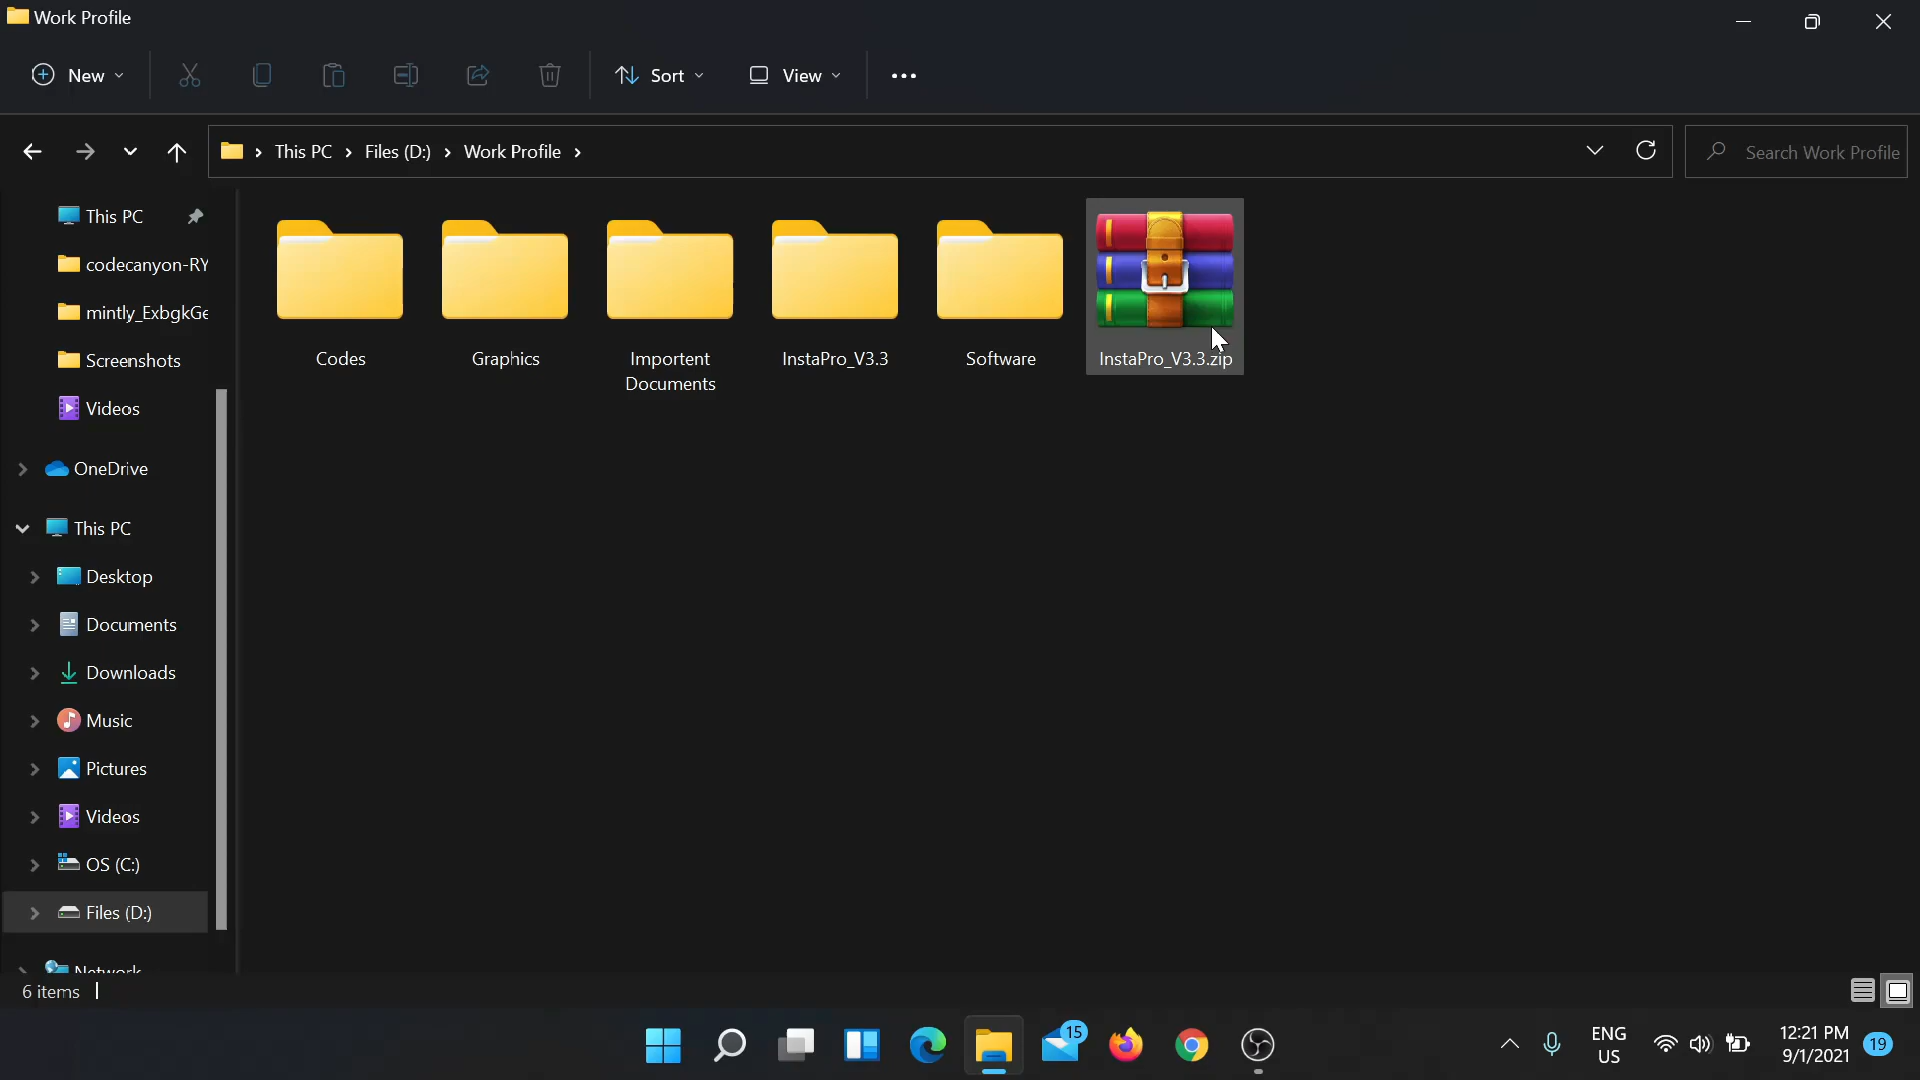 Work Profile
New
Sort
View
This PC
Files (D:)
Work Profile
Search Work Profile
This PC
codecanyon-RY
mintly_ExbgkGe
Screenshots
Videos
OneDrive
This PC
Desktop
Documents
Downloads
Music
Pictures
Videos
OS (C:)
Files (D:)
Network
Codes
Graphics
Importent
Documents
InstaPro_V3.3
Software
InstaPro_V3.3.zip
6 items
15
ENG
US
12:21 PM
9/1/2021
19